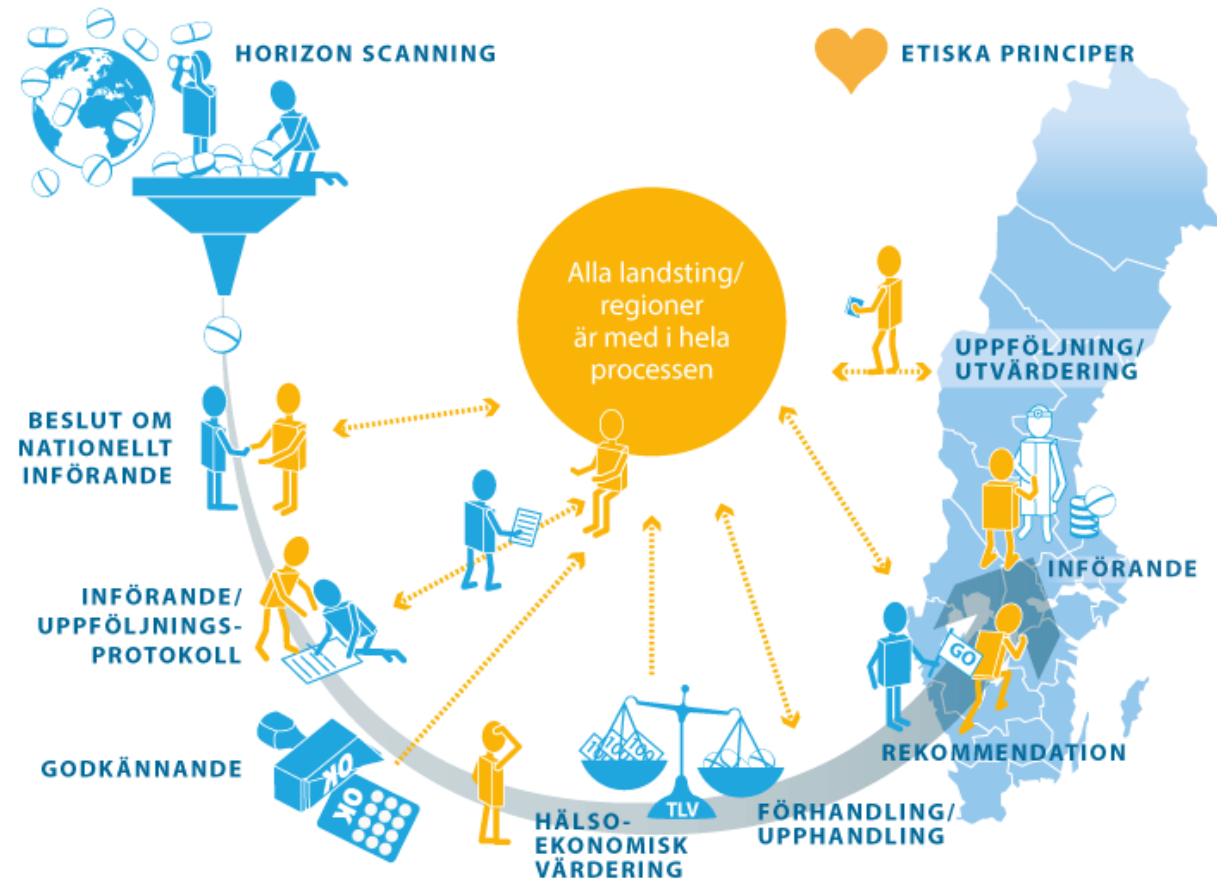 HORIZON SCANNING
ETISKA PRINCIPER
Alla landsting/
regioner
är med i hela
processen
UPPFÖLJNING/
UTVÄRDERING
BESLUT OM
NATIONELLT
INFÖRANDE
INFÖRANDE
INFÖRANDE/
UPPFÖLJNINGS-
PROTOKOLL
GO
REKOMMENDATION
GODKÄNNANDE
OK
OK
100
TLV
HÄLSO-
EKONOMISK
VÄRDERING
FÖRHANDLING/
UPPHANDLING